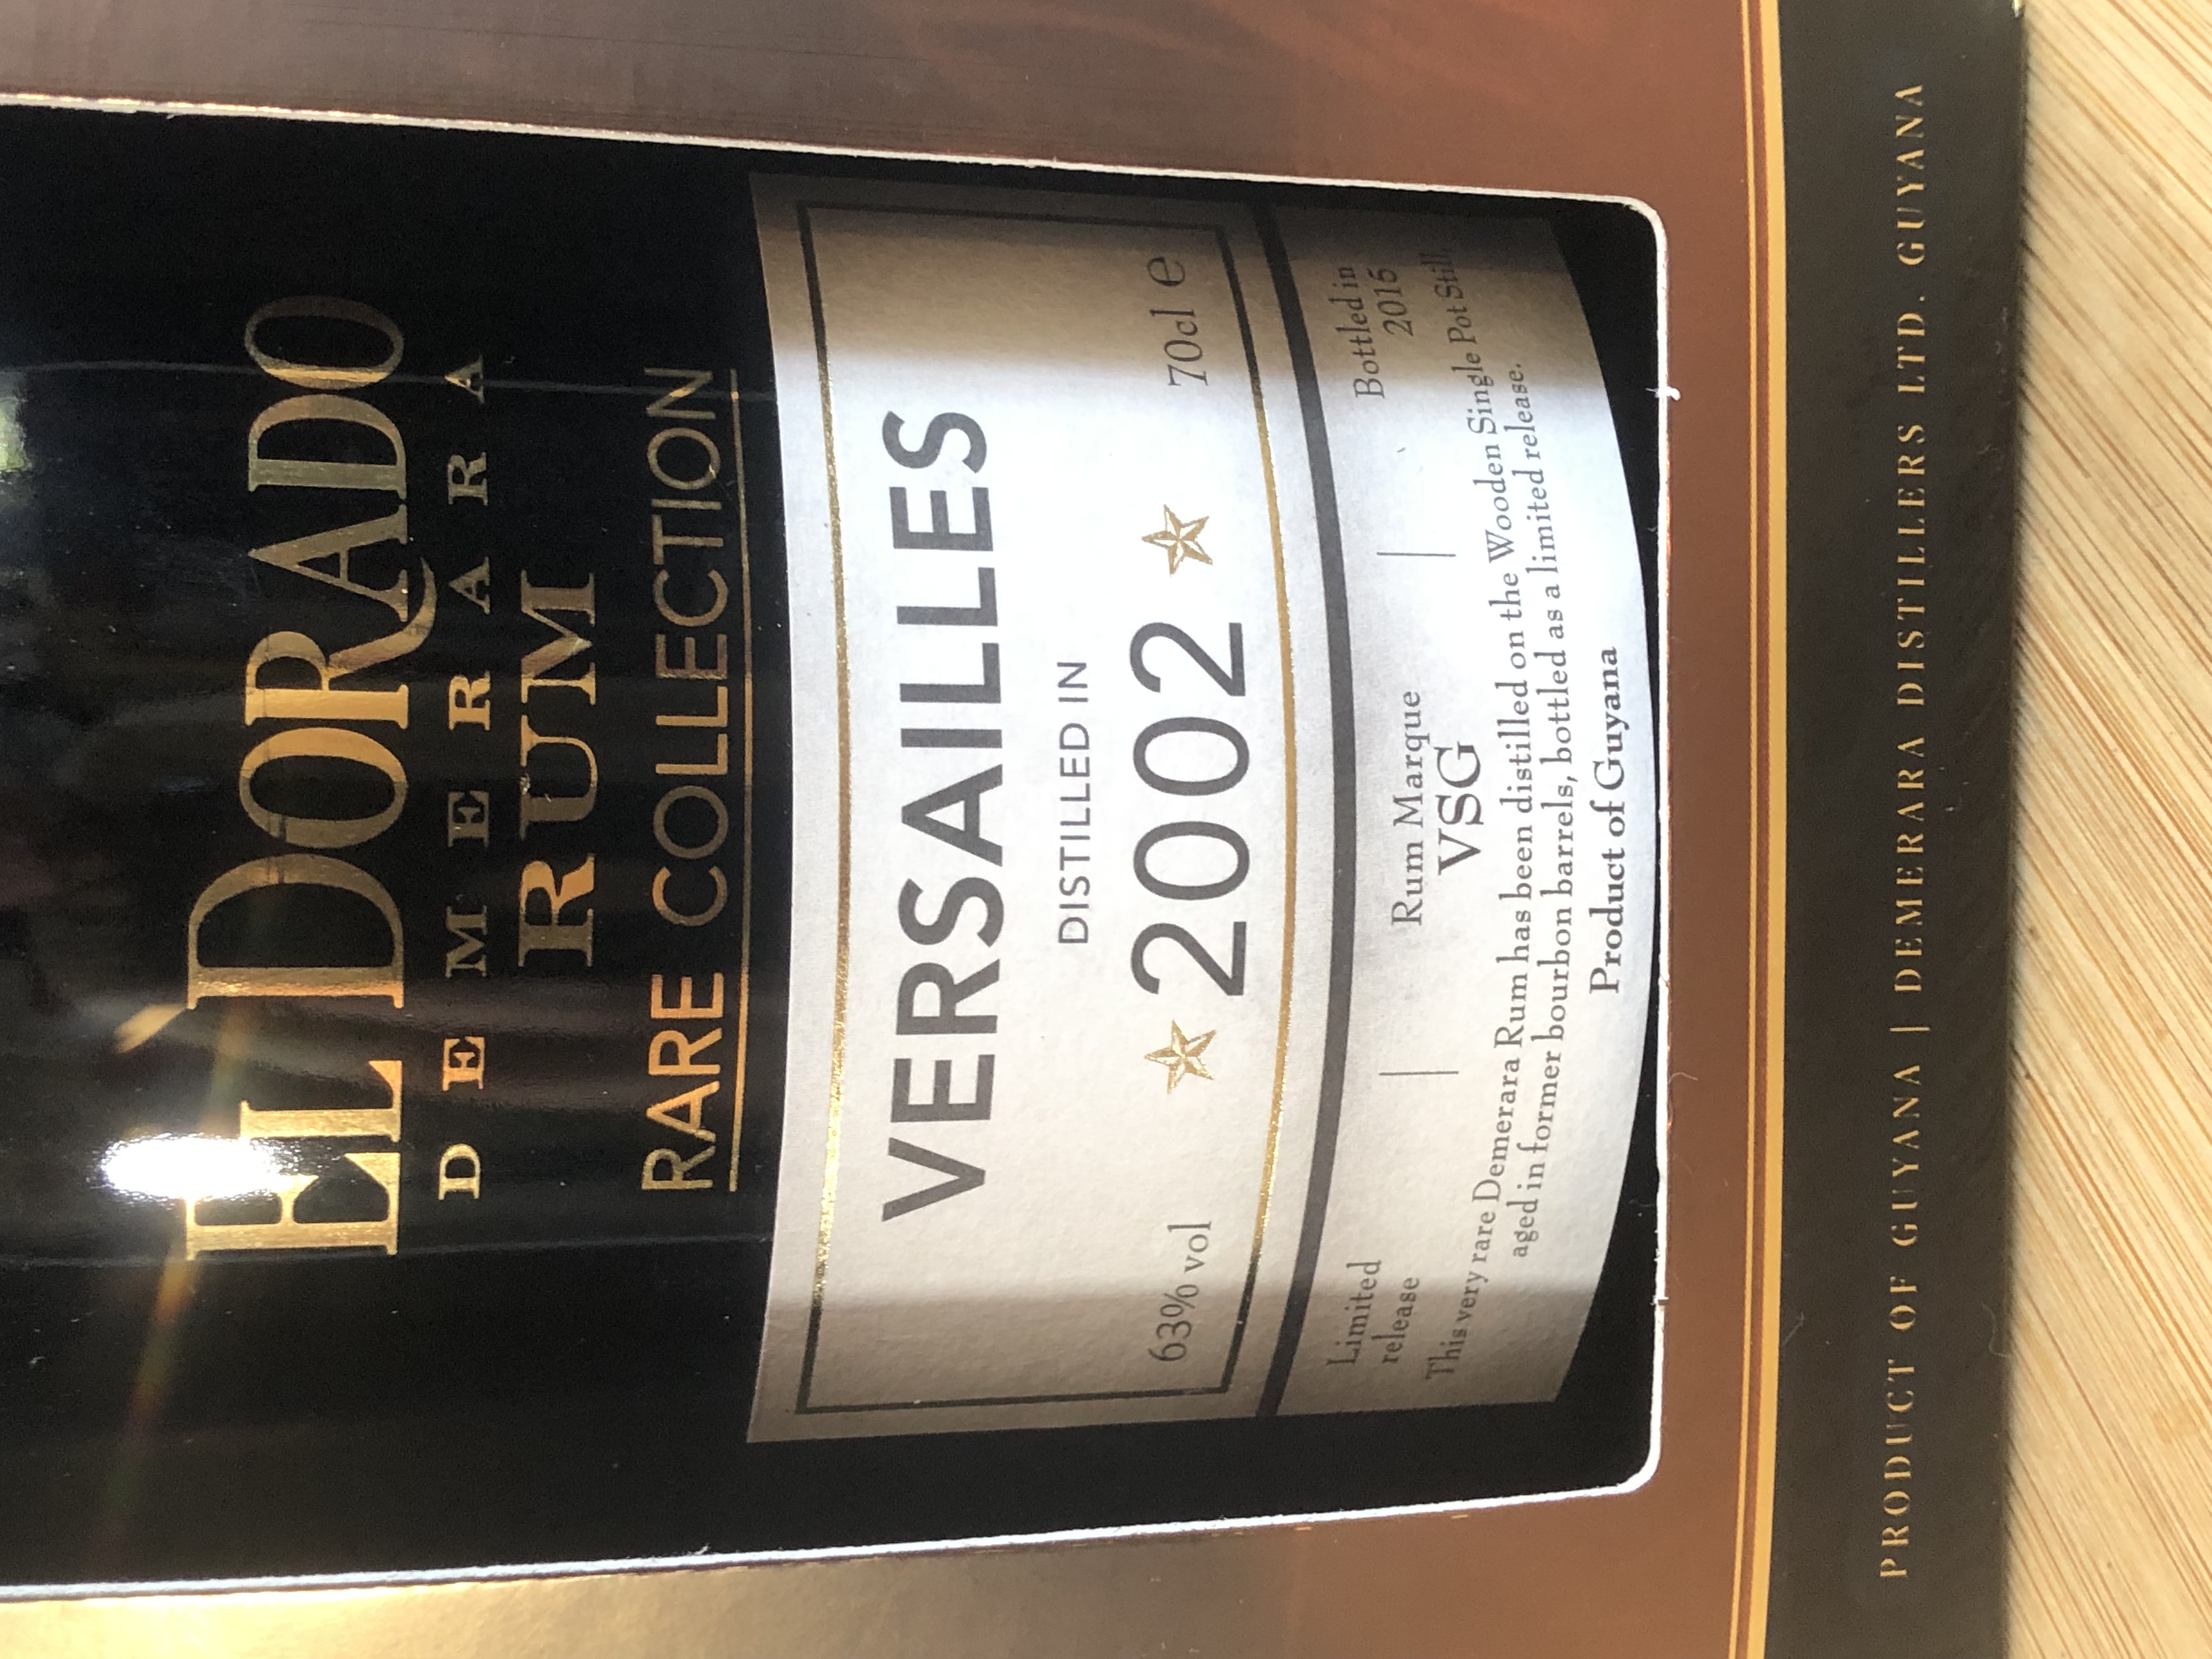 EL DORADO
DEMERARA
RUM
RARE COLLECTION
VERSAILLES
DISTILLED IN
63% vol ★ 2002 ★ 70cl e
Limited
release
Rum Marque
VSG
Bottled in
2015
This very rare Demerara Rum has been distilled on the Wooden Single Pot Still,
aged in former bourbon barrels, bottled as a limited release.
Product of Guyana
PRODUCT OF GUYANA | DEMERARA DISTILLERS LTD. GUYANA